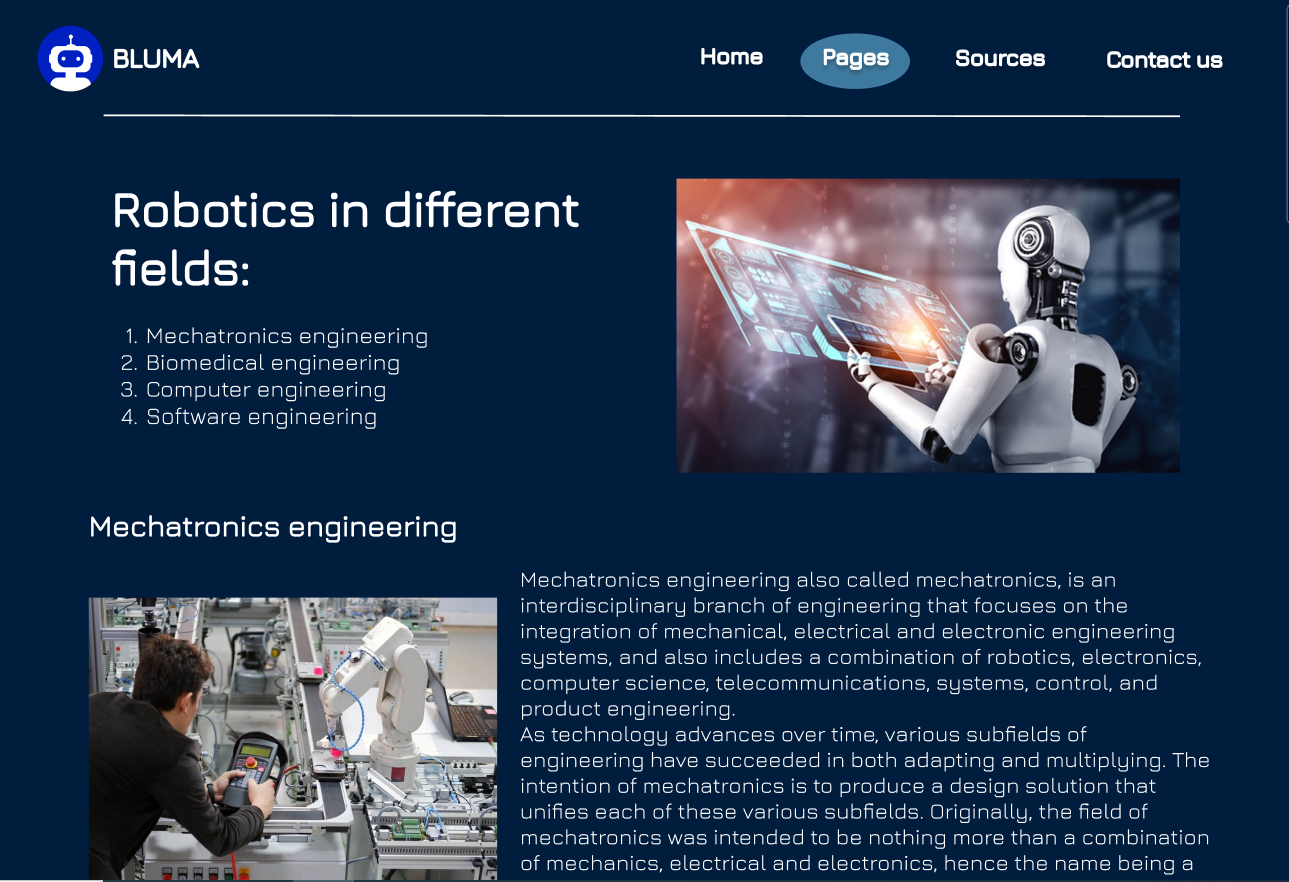 BLUMA
Home
Pages
Sources
Contact us
Robotics in different
fields:
1. Mechatronics engineering
2. Biomedical engineering
3. Computer engineering
4. Software engineering
Mechatronics engineering
Mechatronics engineering also called mechatronics, is an
interdisciplinary branch of engineering that focuses on the
integration of mechanical, electrical and electronic engineering
systems, and also includes a combination of robotics, electronics,
computer science, telecommunications, systems, control, and
product engineering.
As technology advances over time, various subfields of
engineering have succeeded in both adapting and multiplying. The
intention of mechatronics is to produce a design solution that
unifies each of these various subfields. Originally, the field of
mechatronics was intended to be nothing more than a combination
of mechanics, electrical and electronics, hence the name being a